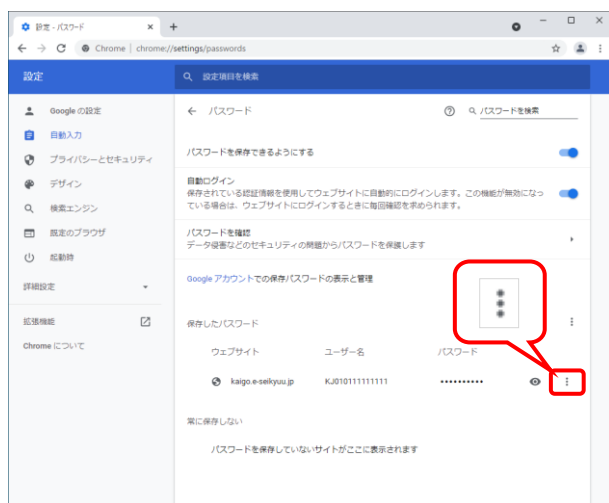 設定 - パスワード
Chrome | chrome://settings/passwords
設定
設定項目を検索
Google の設定
自動入力
プライバシーとセキュリティ
デザイン
検索エンジン
既定のブラウザ
起動時
詳細設定
拡張機能
Chrome について
パスワード
パスワードを検索
パスワードを保存できるようにする
自動ログイン
保存されている認証情報を使用してウェブサイトに自動的にログインします。この機能が無効になっ
ている場合は、ウェブサイトにログインするときに毎回確認を求められます。
パスワードを確認
データ侵害などのセキュリティの問題からパスワードを保護します
Google アカウントでの保存パスワードの表示と管理
保存したパスワード
ウェブサイト ユーザー名 パスワード
kaigo.e-seikyuu.jp KJ010111111111 ••••••••••
常に保存しない
パスワードを保存していないサイトがここに表示されます